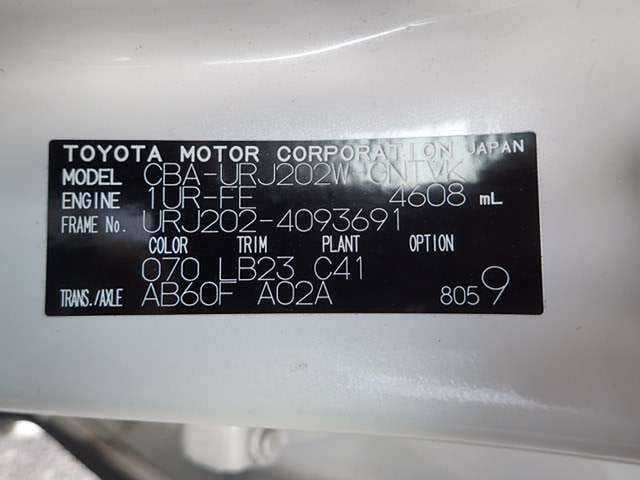 TOYOTA MOTOR CORPORATION JAPAN
MODEL CBA-URJ202W-GNTVK
ENGINE 1UR-FE 4608 mL
FRAME No. URJ202-4093691
COLOR TRIM PLANT OPTION
070 LB23 C41
TRANS./AXLE AB60F A02A 8059